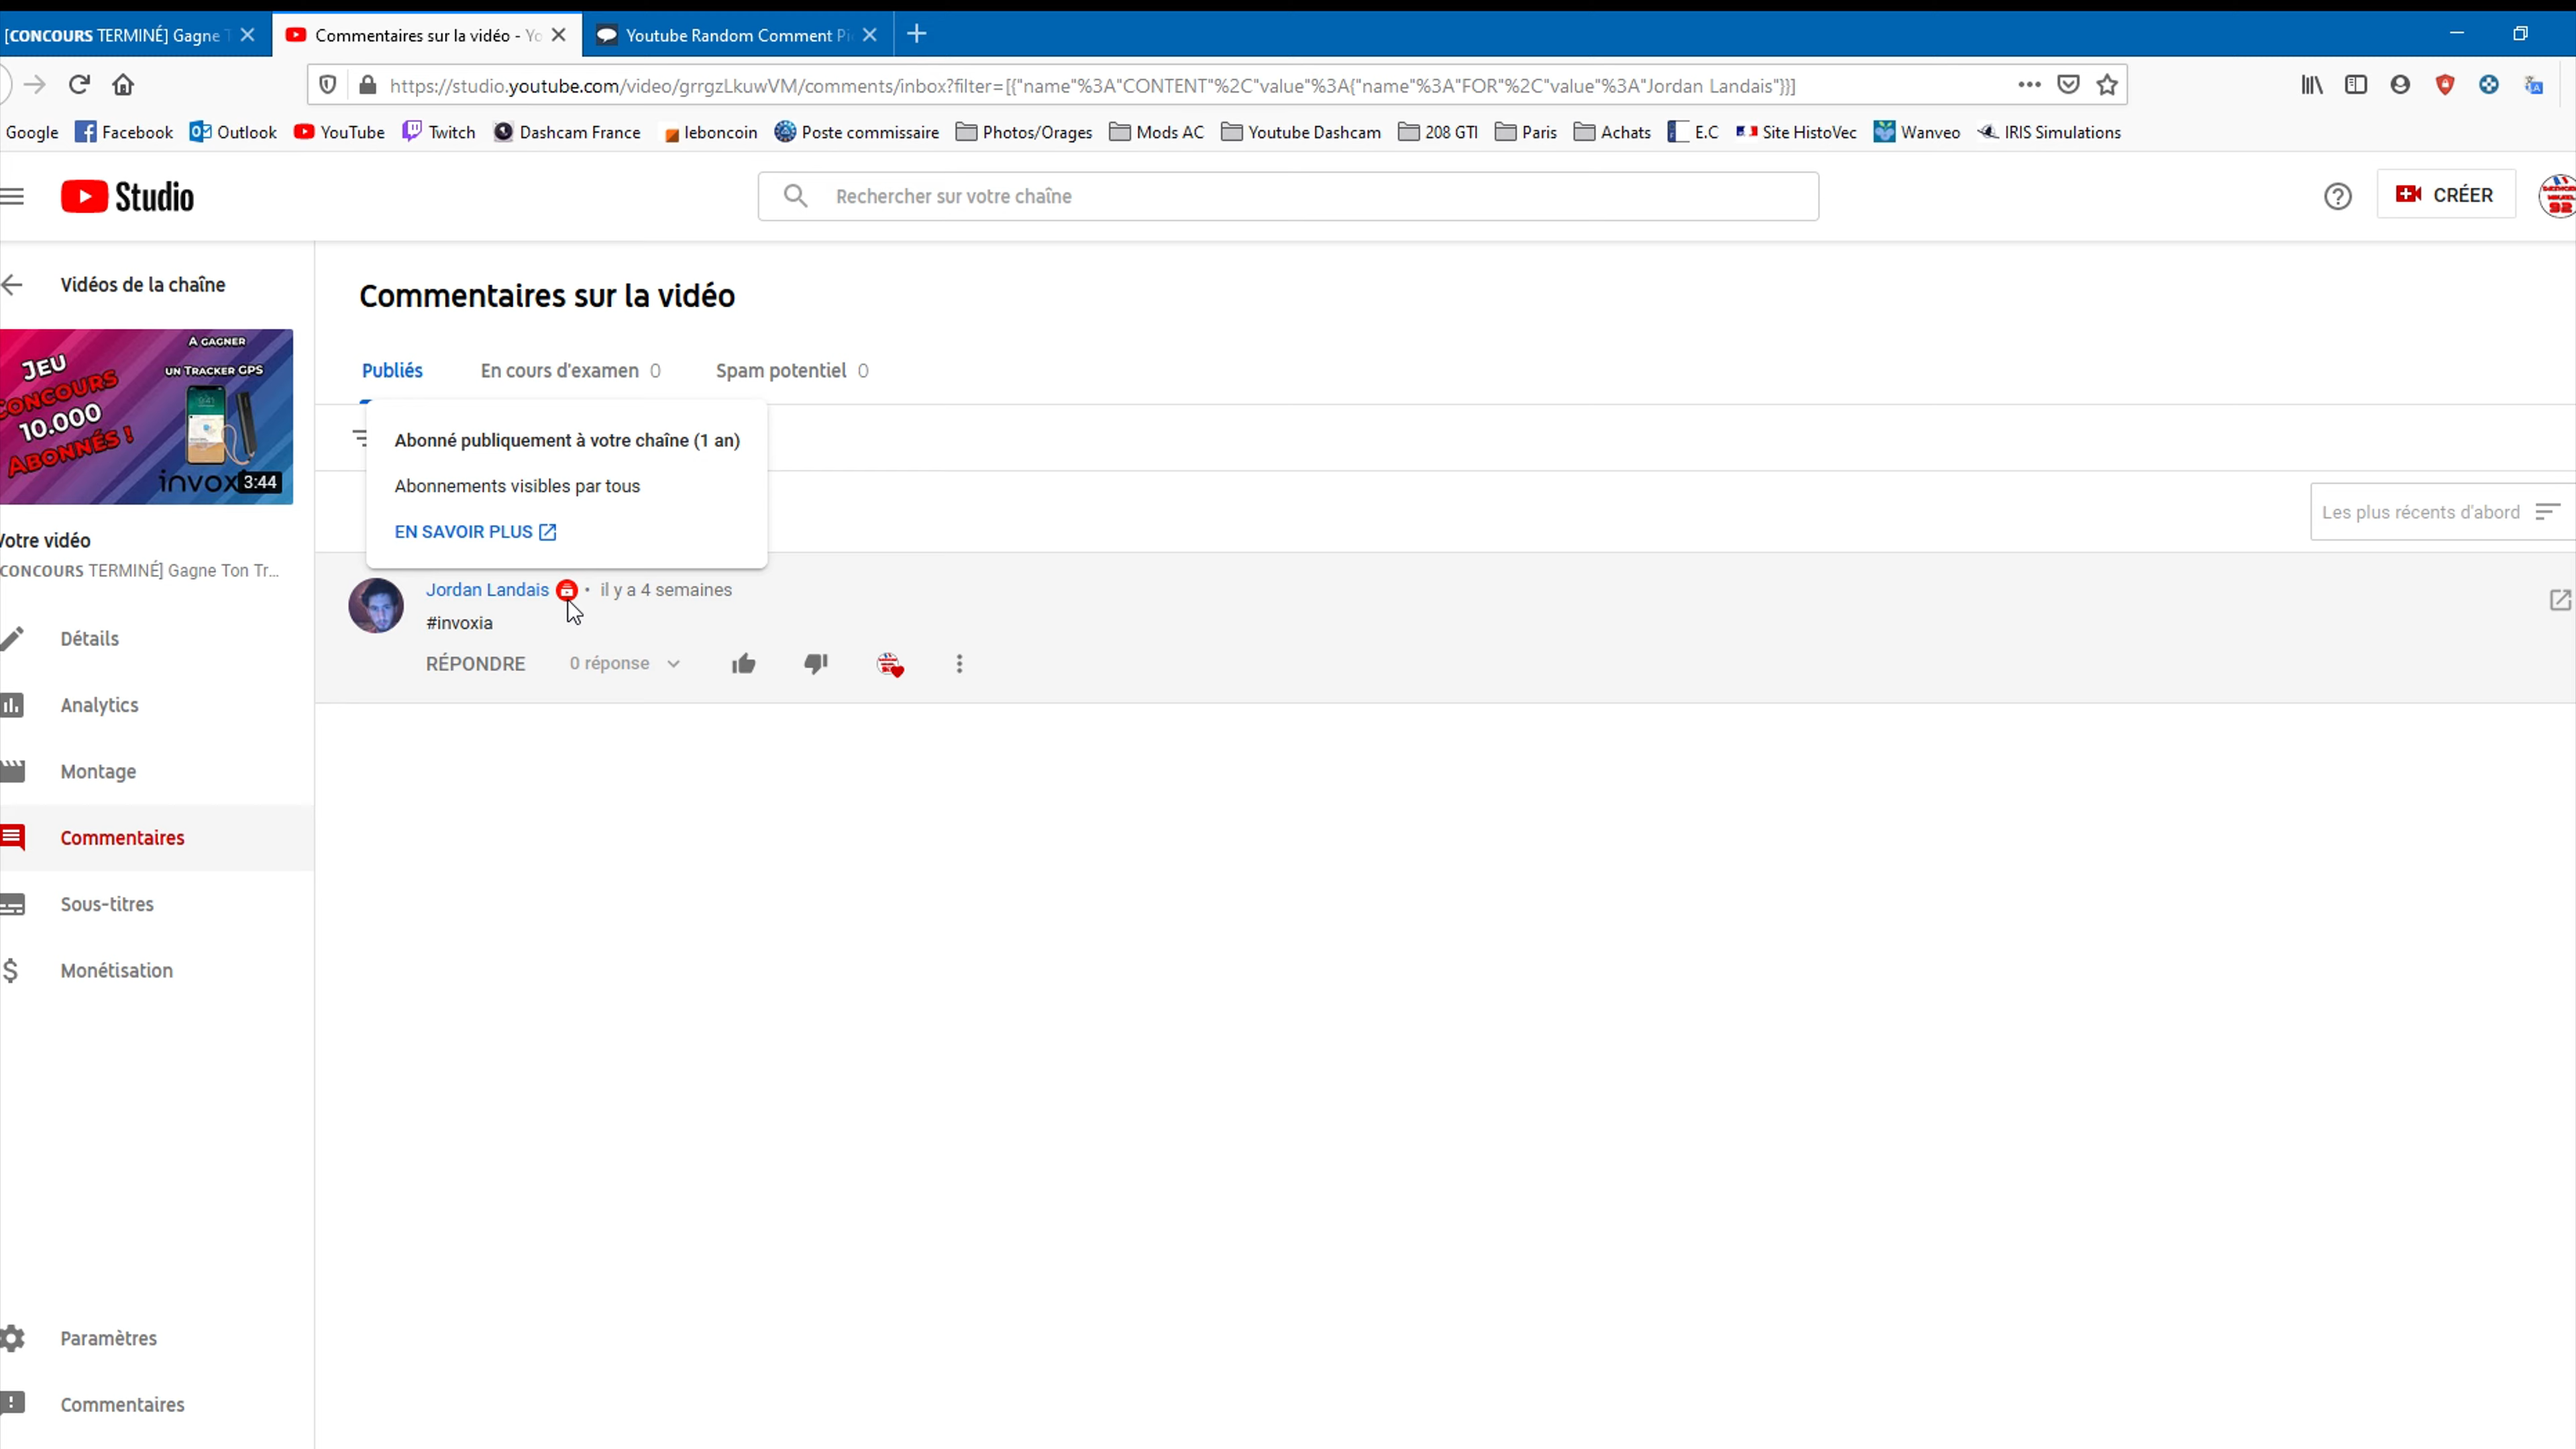 [CONCOURS TERMINÉ] Gagne T
Commentaires sur la vidéo - Yo
Youtube Random Comment Pi
https://studio.youtube.com/video/grrgzLkuwVM/comments/inbox?filter=[{"name"%3A"CONTENT"%2C"value"%3A{"name"%3A"FOR"%2C"value"%3A"Jordan Landais"}}]
Google Facebook Outlook YouTube Twitch Dashcam France leboncoin Poste commissaire Photos/Orages Mods AC Youtube Dashcam 208 GTI Paris Achats E.C Site HistoVec Wanveo IRIS Simulations
Studio
Rechercher sur votre chaîne
CRÉER
92
Vidéos de la chaîne
JEU
CONCOURS
10.000
ABONNÉS !
A GAGNER
UN TRACKER GPS
invox
3:44
Votre vidéo
CONCOURS TERMINÉ] Gagne Ton Tr...
Détails
Analytics
Montage
Commentaires
Sous-titres
Monétisation
Paramètres
Commentaires
Commentaires sur la vidéo
Publiés
En cours d'examen 0
Spam potentiel 0
Abonné publiquement à votre chaîne (1 an)
Abonnements visibles par tous
EN SAVOIR PLUS
Les plus récents d'abord
Jordan Landais • il y a 4 semaines
#invoxia
RÉPONDRE 0 réponse